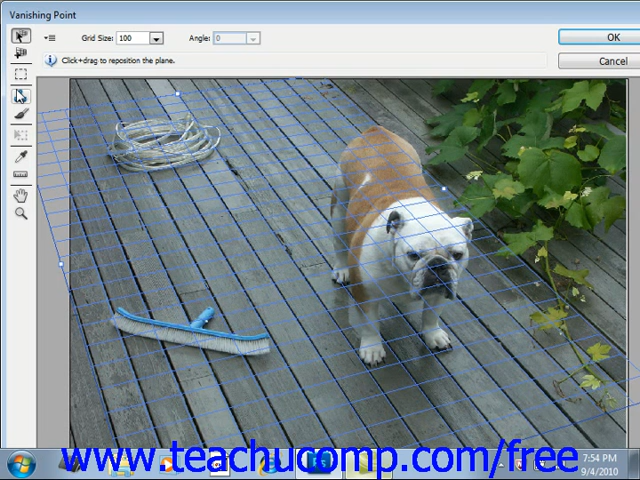 Vanishing Point
Grid Size: 100 Angle: 0 OK
Click+drag to reposition the plane. Cancel
www.teachucomp.com/free
7:54 PM
9/4/2010